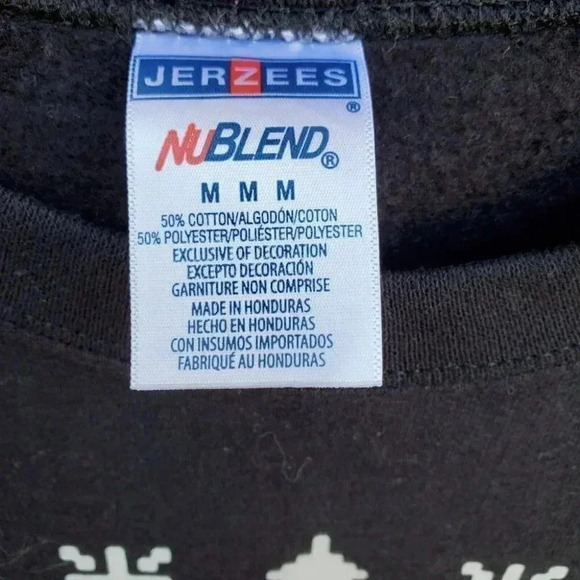 JERZEES
®
NUBLEND®
M M M
50% COTTON/ALGODÓN/COTON
50% POLYESTER/POLIÉSTER/POLYESTER
EXCLUSIVE OF DECORATION
EXCEPTO DECORACIÓN
GARNITURE NON COMPRISE
MADE IN HONDURAS
HECHO EN HONDURAS
CON INSUMOS IMPORTADOS
FABRIQUÉ AU HONDURAS